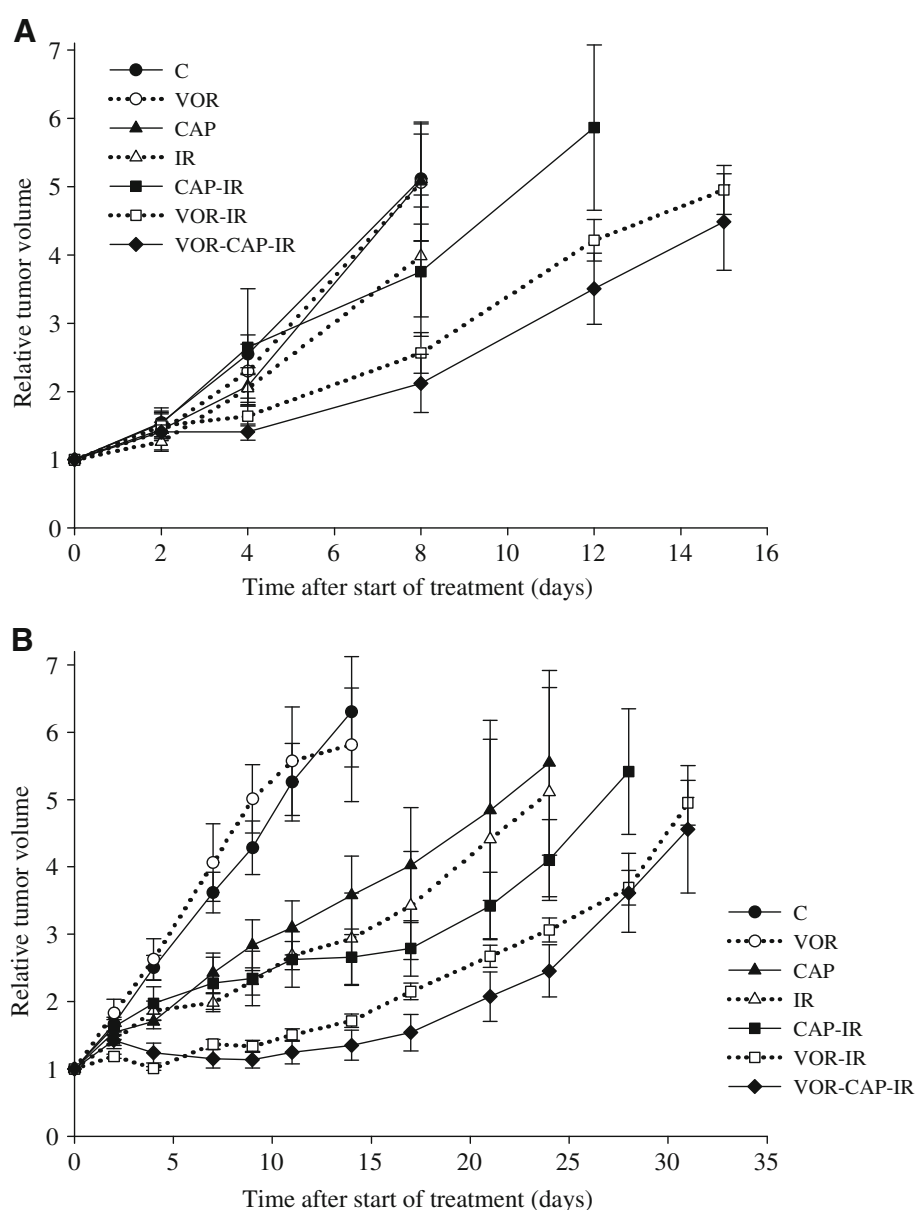 A
7
6
5
4
3
2
1
0
Relative tumor volume
C
VOR
CAP
IR
CAP-IR
VOR-IR
VOR-CAP-IR
0 2 4 6 8 10 12 14 16
Time after start of treatment (days)
B
7
6
5
4
3
2
1
0
Relative tumor volume
C
VOR
CAP
IR
CAP-IR
VOR-IR
VOR-CAP-IR
0 5 10 15 20 25 30 35
Time after start of treatment (days)